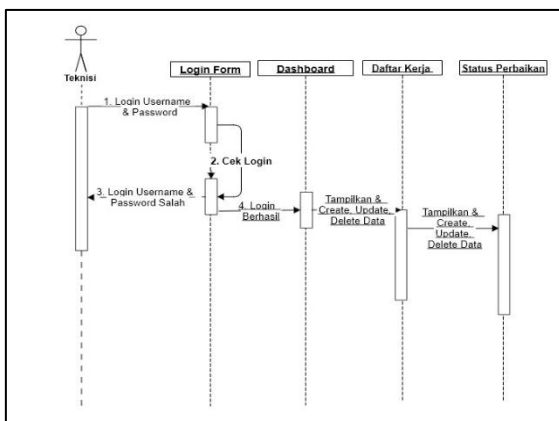 Teknisi
Login Form
Dashboard
Daftar Kerja
Status Perbaikan
1. Login Username
& Password
2. Cek Login
3. Login Username &
Password Salah
4. Login
Berhasil
Tampilkan &
Create, Update,
Delete Data
Tampilkan &
Create,
Update,
Delete Data